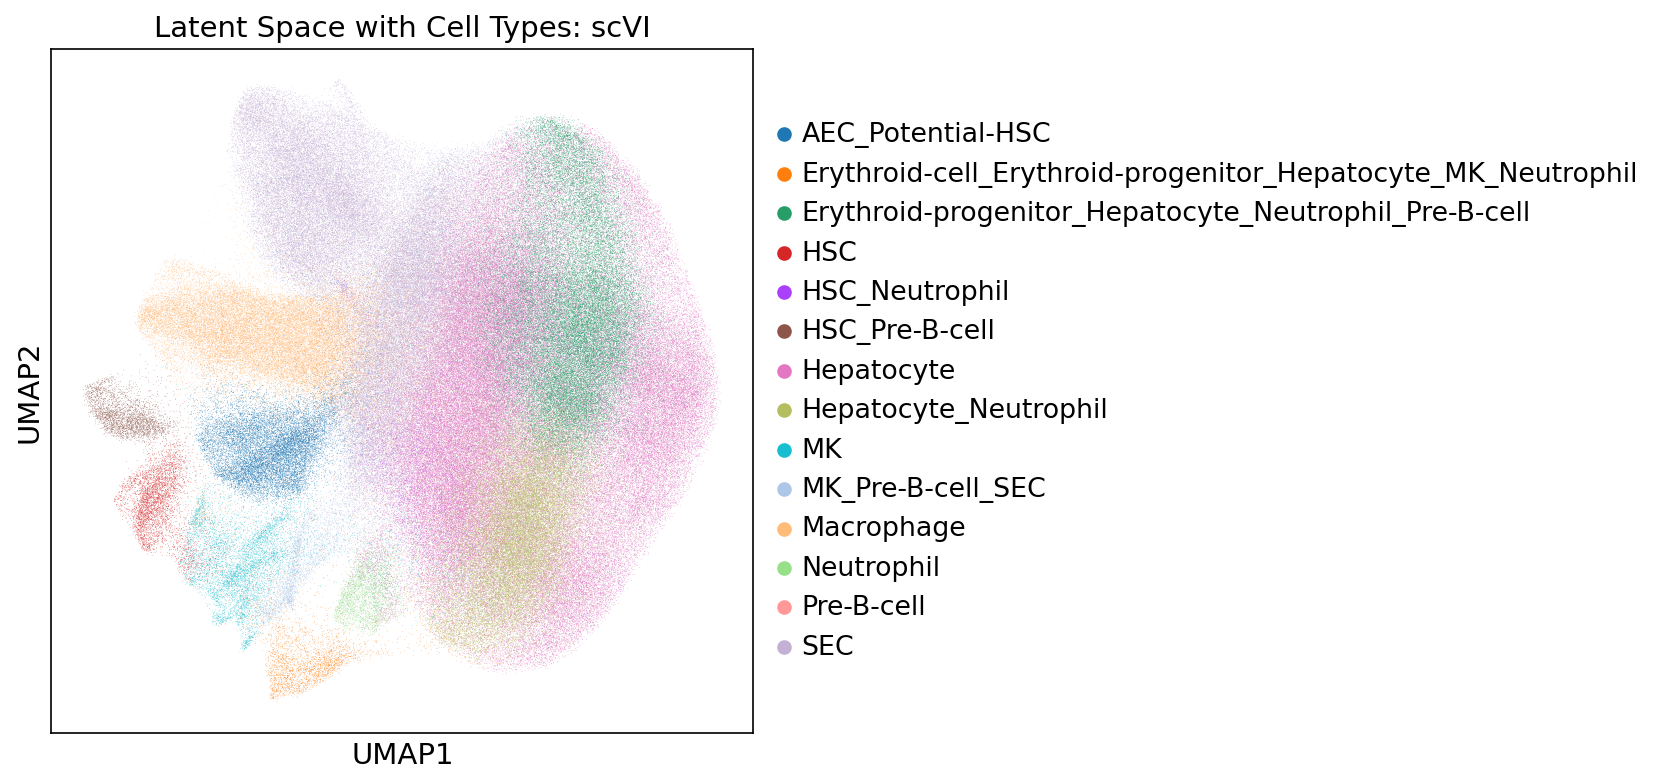 Latent Space with Cell Types: scVI
UMAP2
UMAP1
AEC_Potential-HSC
Erythroid-cell_Erythroid-progenitor_Hepatocyte_MK_Neutrophil
Erythroid-progenitor_Hepatocyte_Neutrophil_Pre-B-cell
HSC
HSC_Neutrophil
HSC_Pre-B-cell
Hepatocyte
Hepatocyte_Neutrophil
MK
MK_Pre-B-cell_SEC
Macrophage
Neutrophil
Pre-B-cell
SEC